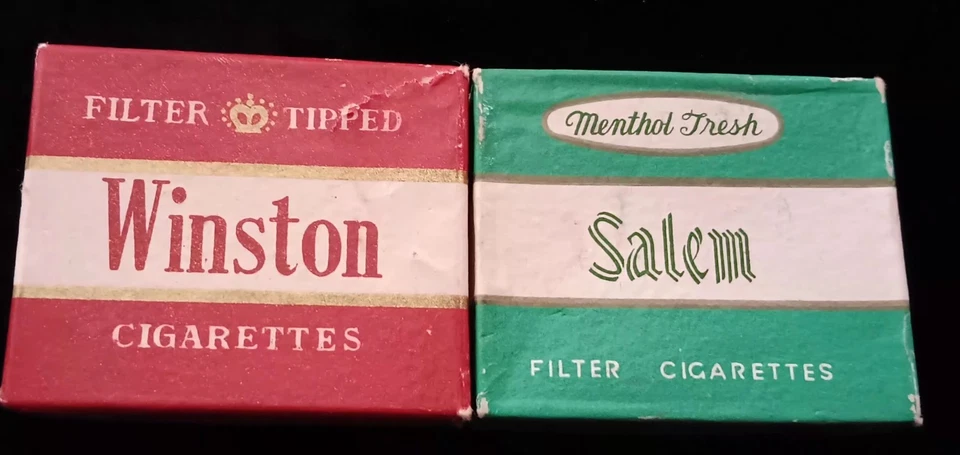 FILTER TIPPED
Winston
CIGARETTES
Menthol Fresh
Salem
FILTER CIGARETTES